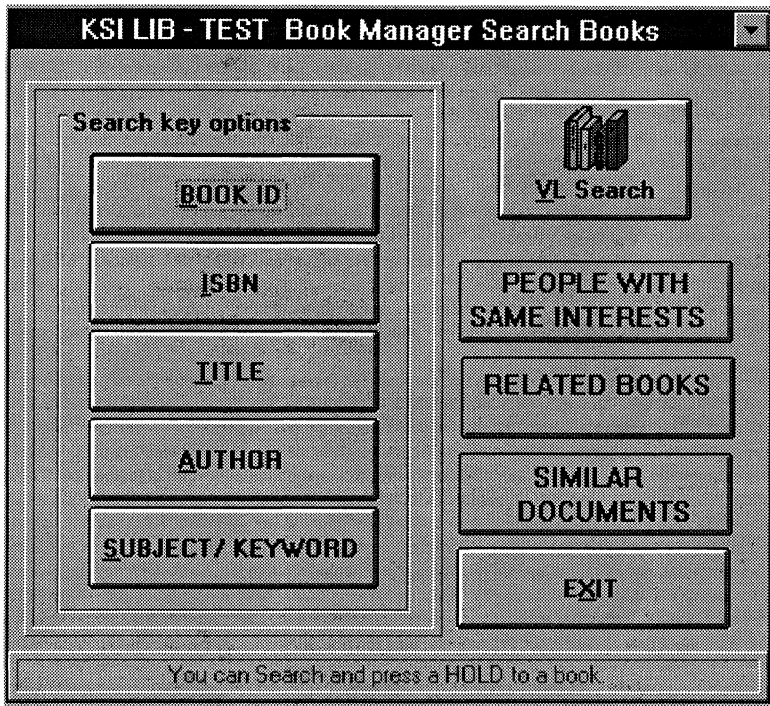 KSI LIB - TEST Book Manager Search Books
Search key options
BOOK ID
ISBN
TITLE
AUTHOR
SUBJECT/ KEYWORD
VL Search
PEOPLE WITH
SAME INTERESTS
RELATED BOOKS
SIMILAR
DOCUMENTS
EXIT
You can Search and press a HOLD to a book.